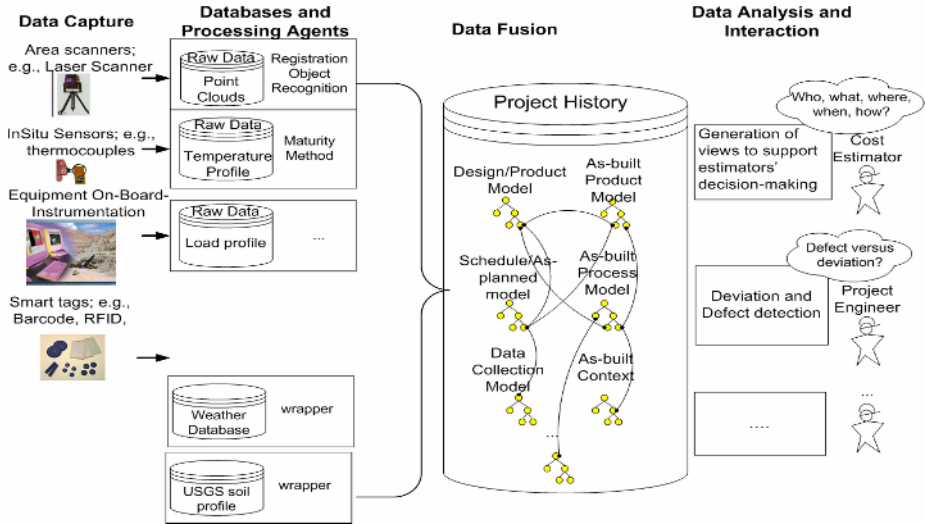 Data Capture
Area scanners;
e.g., Laser Scanner
InSitu Sensors; e.g.,
thermocouples
Equipment On-Board-
Instrumentation
Smart tags; e.g.,
Barcode, RFID,
Databases and
Processing Agents
Raw Data
Point
Clouds
Registration
Object
Recognition
Raw Data
Temperature
Profile
Maturity
Method
Raw Data
Load profile
...
Weather
Database
wrapper
USGS soil
profile
wrapper
Data Fusion
Project History
Design/Product
Model
As-built
Product
Model
Schedule/As-
planned
model
As-built
Process
Model
Data
Collection
Model
As-built
Context
...
Data Analysis and
Interaction
Who, what, where,
when, how?
Generation of
views to support
estimators'
decision-making
Cost
Estimator
Defect versus
deviation?
Deviation and
Defect detection
Project
Engineer
...
....